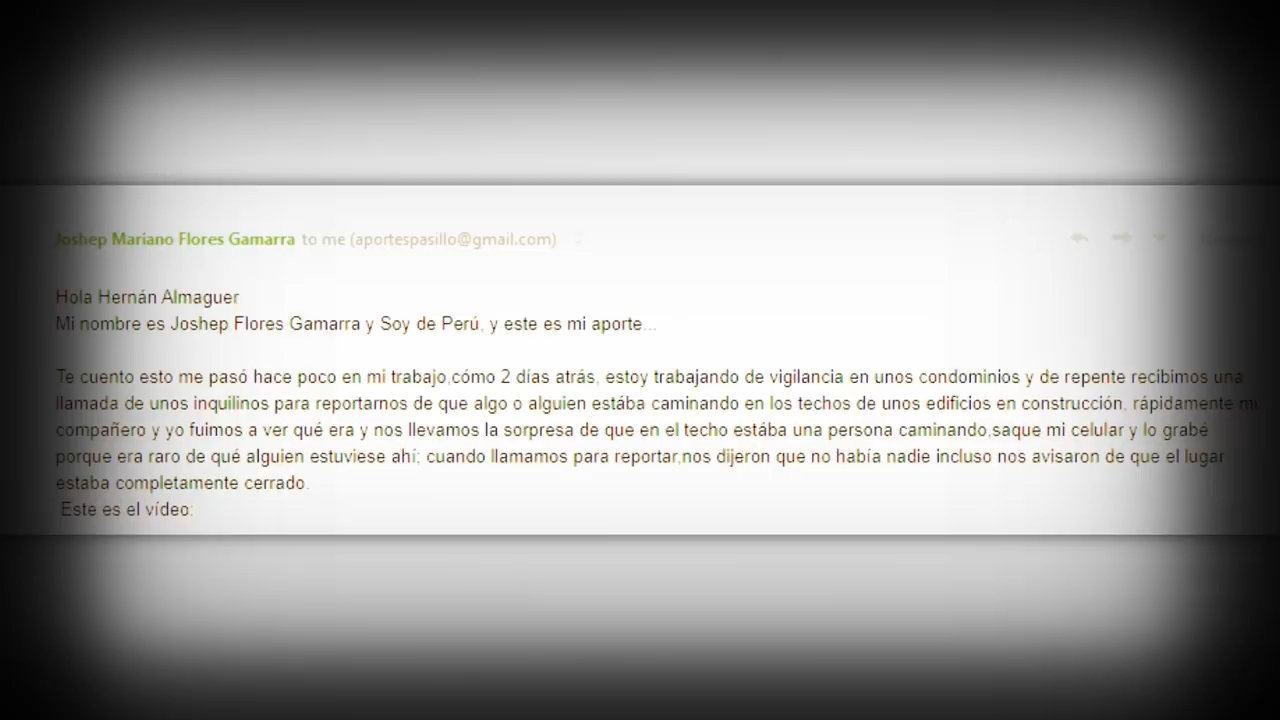 Joshep Mariano Flores Gamarra to me (aportespasillo@gmail.com)
Hola Hernán Almaguer
Mi nombre es Joshep Flores Gamarra y Soy de Perú, y este es mi aporte...
Te cuento esto me pasó hace poco en mi trabajo,cómo 2 días atrás, estoy trabajando de vigilancia en unos condominios y de repente recibimos una
llamada de unos inquilinos para reportarnos de que algo o alguien estába caminando en los techos de unos edificios en construcción, rápidamente mi
compañero y yo fuimos a ver qué era y nos llevamos la sorpresa de que en el techo estába una persona caminando,saque mi celular y lo grabé
porque era raro de qué alguien estuviese ahí; cuando llamamos para reportar,nos dijeron que no había nadie incluso nos avisaron de que el lugar
estaba completamente cerrado.
Este es el vídeo: